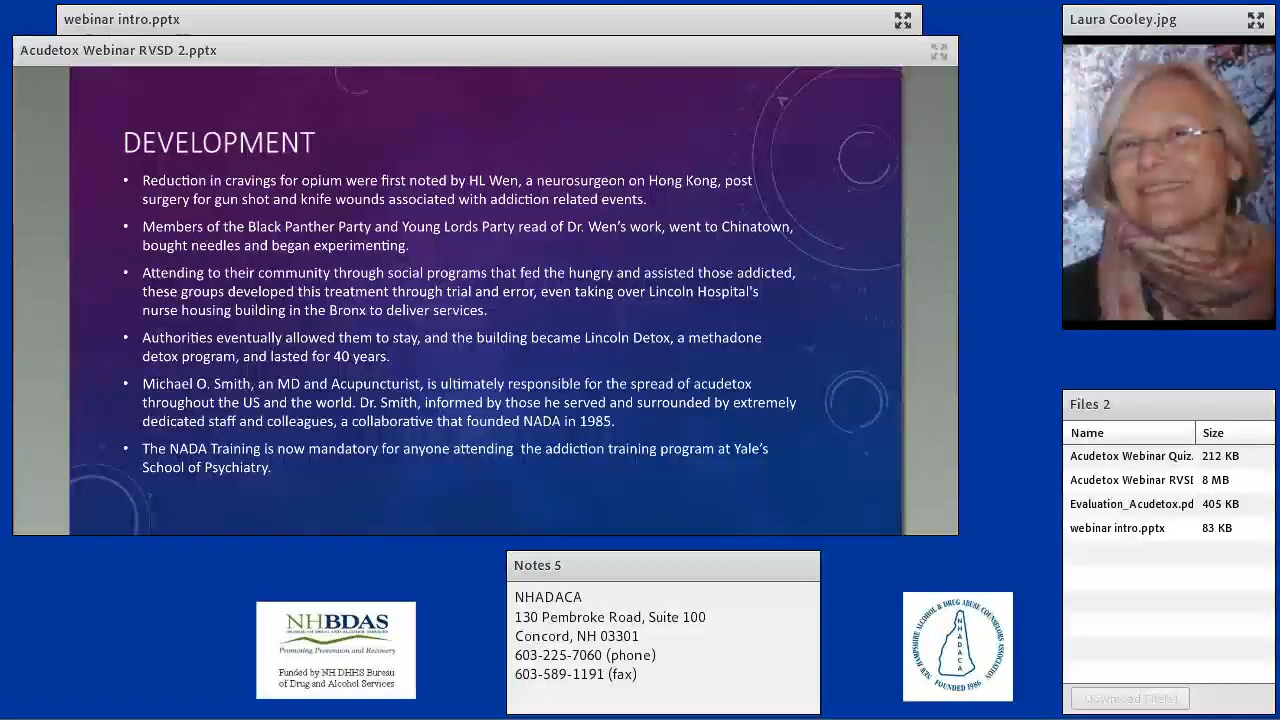 webinar intro.pptx
Acudetox Webinar RVSD 2.pptx
DEVELOPMENT
• Reduction in cravings for opium were first noted by HL Wen, a neurosurgeon on Hong Kong, post
surgery for gun shot and knife wounds associated with addiction related events.
• Members of the Black Panther Party and Young Lords Party read of Dr. Wen's work, went to Chinatown,
bought needles and began experimenting.
• Attending to their community through social programs that fed the hungry and assisted those addicted,
these groups developed this treatment through trial and error, even taking over Lincoln Hospital's
nurse housing building in the Bronx to deliver services.
• Authorities eventually allowed them to stay, and the building became Lincoln Detox, a methadone
detox program, and lasted for 40 years.
• Michael O. Smith, an MD and Acupuncturist, is ultimately responsible for the spread of acudetox
throughout the US and the world. Dr. Smith, informed by those he served and surrounded by extremely
dedicated staff and colleagues, a collaborative that founded NADA in 1985.
• The NADA Training is now mandatory for anyone attending the addiction training program at Yale's
School of Psychiatry.
Laura Cooley.jpg
Files 2
Name Size
Acudetox Webinar Quiz. 212 KB
Acudetox Webinar RVSD 8 MB
Evaluation_Acudetox.pd 405 KB
webinar intro.pptx 83 KB
Download File(s)
Notes 5
NHADACA
130 Pembroke Road, Suite 100
Concord, NH 03301
603-225-7060 (phone)
603-589-1191 (fax)
NHBDAS
BUREAU OF DRUG AND ALCOHOL SERVICES
Promoting Prevention and Recovery
Funded by NH DHHS Bureau
of Drug and Alcohol Services
NEW HAMPSHIRE ALCOHOL & DRUG ABUSE COUNSELORS ASSOCIATION
NHADACA
FOUNDED 1986